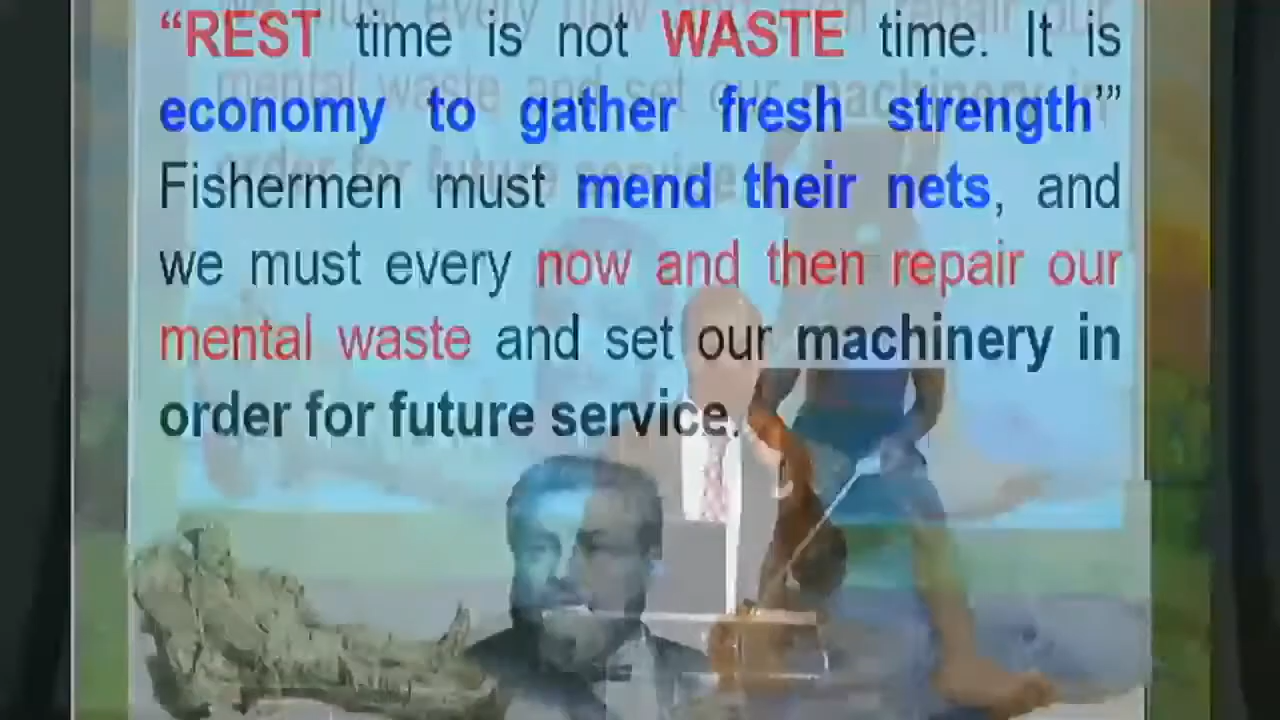 “REST time is not WASTE time. It is
economy to gather fresh strength’”
Fishermen must mend their nets, and
we must every now and then repair our
mental waste and set our machinery in
order for future service.